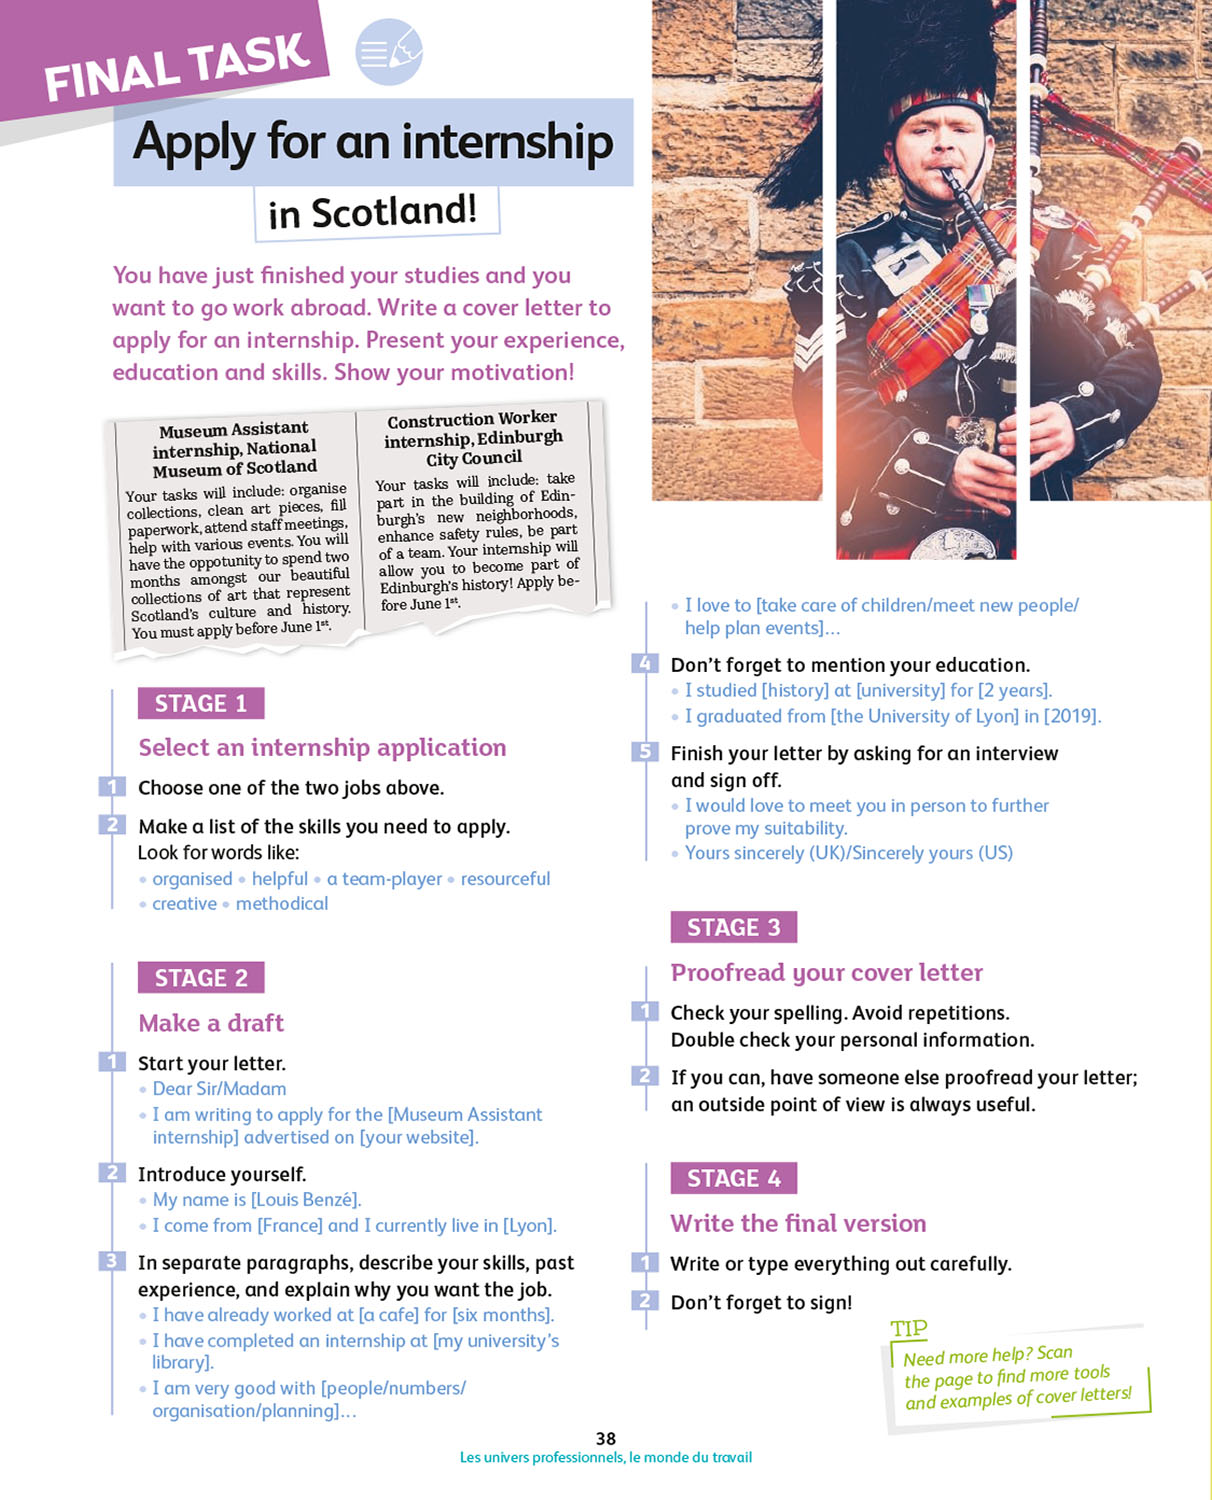 FINAL TASK
Apply for an internship
in Scotland!
You have just finished your studies and you
want to go work abroad. Write a cover letter to
apply for an internship. Present your experience,
education and skills. Show your motivation!
Museum Assistant
internship, National
Museum of Scotland
Your tasks will include: organise
collections, clean art pieces, fill
paperwork, attend staff meetings,
help with various events. You will
have the oppotunity to spend two
months amongst our beautiful
collections of art that represent
Scotland's culture and history.
You must apply before June 1st.
Construction Worker
internship, Edinburgh
City Council
Your tasks will include: take
part in the building of Edin-
burgh's new neighborhoods,
enhance safety rules, be part
of a team. Your internship will
allow you to become part of
Edinburgh's history! Apply be-
fore June 1st.
STAGE 1
Select an internship application
1 Choose one of the two jobs above.
2 Make a list of the skills you need to apply.
Look for words like:
• organised • helpful • a team-player • resourceful
• creative • methodical
STAGE 2
Make a draft
1 Start your letter.
• Dear Sir/Madam
• I am writing to apply for the [Museum Assistant
internship] advertised on [your website].
2 Introduce yourself.
• My name is [Louis Benzé].
• I come from [France] and I currently live in [Lyon].
3 In separate paragraphs, describe your skills, past
experience, and explain why you want the job.
• I have already worked at [a cafe] for [six months].
• I have completed an internship at [my university's
library].
• I am very good with [people/numbers/
organisation/planning]...
• I love to [take care of children/meet new people/
help plan events]...
4 Don't forget to mention your education.
• I studied [history] at [university] for [2 years].
• I graduated from [the University of Lyon] in [2019].
5 Finish your letter by asking for an interview
and sign off.
• I would love to meet you in person to further
prove my suitability.
• Yours sincerely (UK)/Sincerely yours (US)
STAGE 3
Proofread your cover letter
1 Check your spelling. Avoid repetitions.
Double check your personal information.
2 If you can, have someone else proofread your letter;
an outside point of view is always useful.
STAGE 4
Write the final version
1 Write or type everything out carefully.
2 Don't forget to sign!
TIP
Need more help? Scan
the page to find more tools
and examples of cover letters!
38
Les univers professionnels, le monde du travail